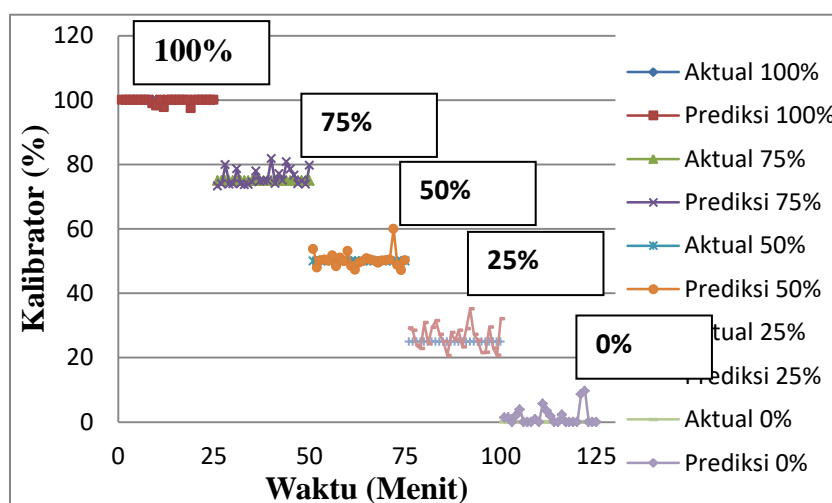 120
100
80
60
40
20
0
Kalibrator (%)
0 25 50 75 100 125
Waktu (Menit)
100%
75%
50%
25%
0%
Aktual 100%
Prediksi 100%
Aktual 75%
Prediksi 75%
Aktual 50%
Prediksi 50%
25%
Prediksi 25%
Aktual 0%
Prediksi 0%